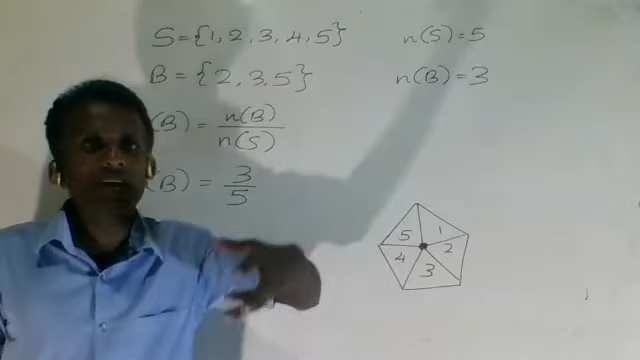 S = {1, 2, 3, 4, 5} n(S) = 5
B = {2, 3, 5} n(B) = 3
(B) = n(B)
n(S)
(B) = 3
5
5 1
4 2
3